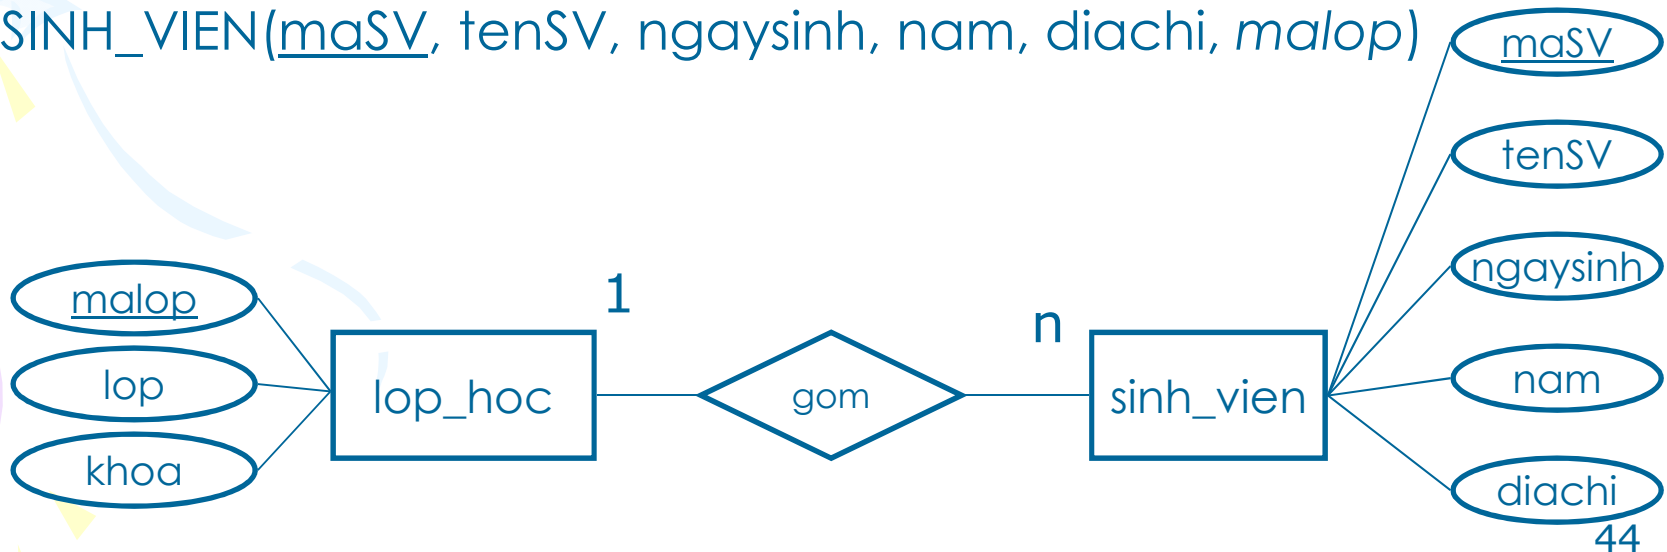 SINH_VIEN(maSV, tenSV, ngaysinh, nam, diachi, malop)
maSV
tenSV
ngaysinh
nam
diachi
malop
lop
khoa
lop_hoc
1
gom
n
sinh_vien
44